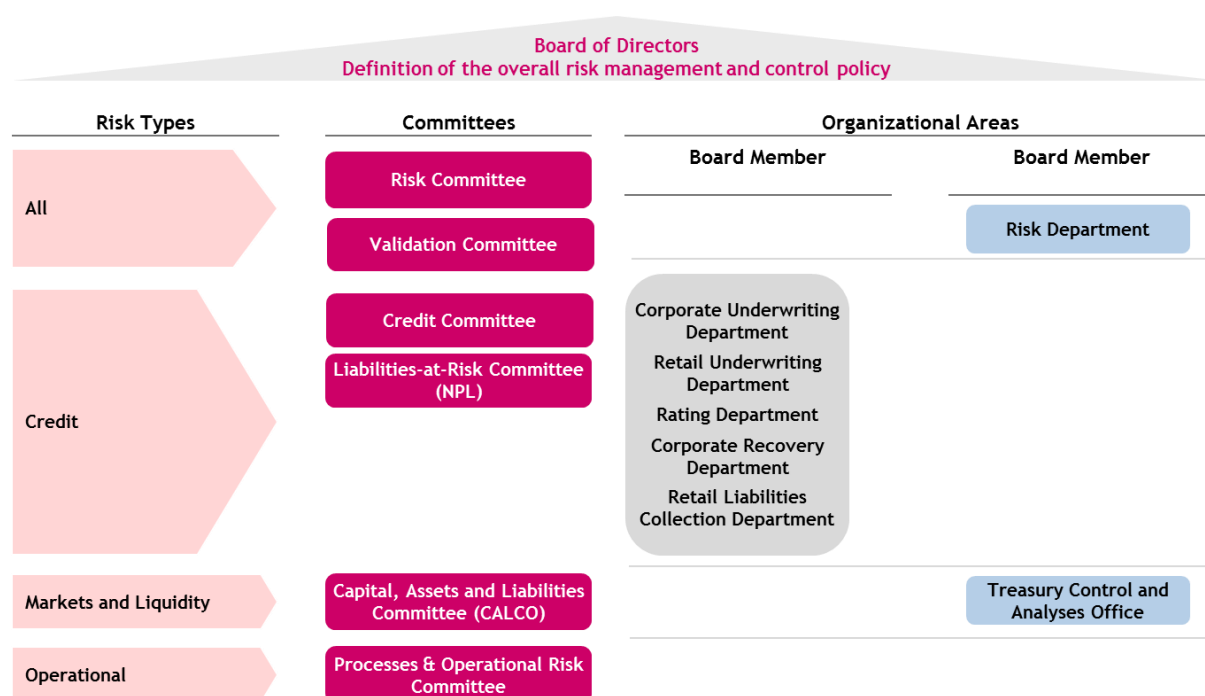 Board of Directors
Definition of the overall risk management and control policy
Risk Types
Committees
Organizational Areas
Board Member
Board Member
All
Risk Committee
Validation Committee
Risk Department
Credit
Credit Committee
Liabilities-at-Risk Committee
(NPL)
Corporate Underwriting
Department
Retail Underwriting
Department
Rating Department
Corporate Recovery
Department
Retail Liabilities
Collection Department
Markets and Liquidity
Capital, Assets and Liabilities
Committee (CALCO)
Treasury Control and
Analyses Office
Operational
Processes & Operational Risk
Committee